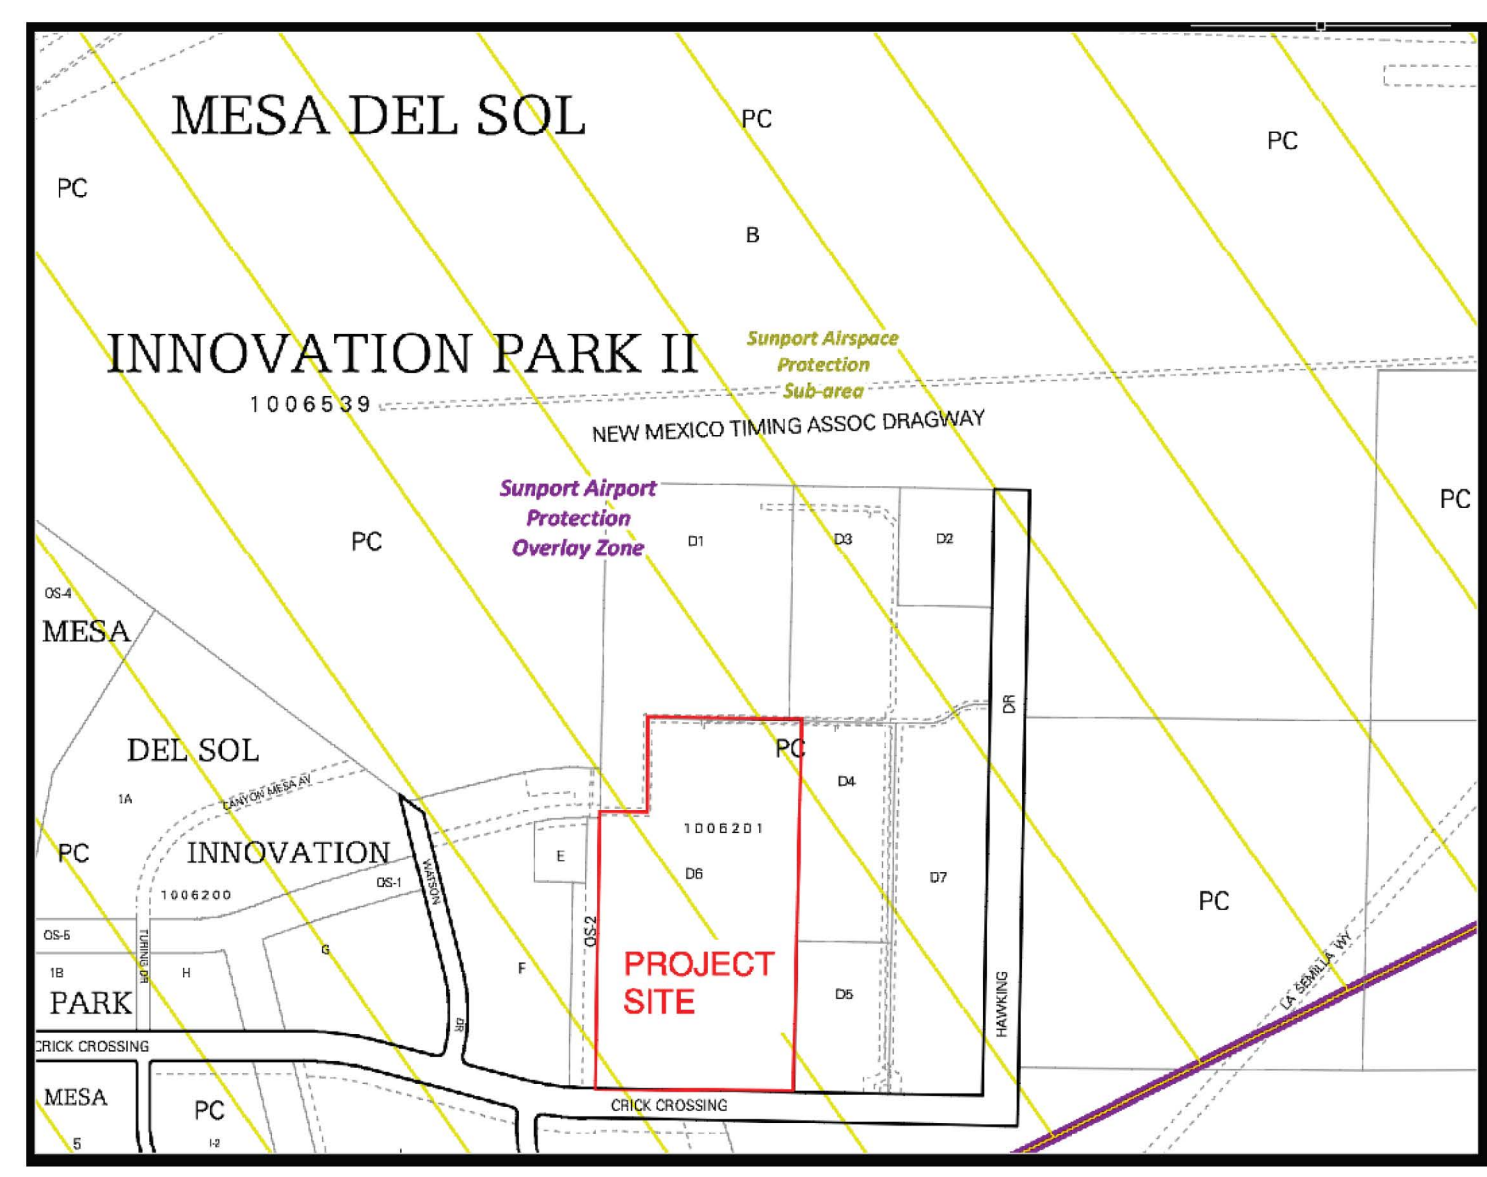 MESA DEL SOL
PC
PC
PC
B
INNOVATION PARK II
Sunport Airspace
Protection
Sub-area
1006539
NEW MEXICO TIMING ASSOC DRAGWAY
Sunport Airport
Protection
Overlay Zone
PC
PC
D1
D3
D2
OS-4
MESA
DR
DEL SOL
PC
D4
CANYON MESA AV
1A
1006201
PC
INNOVATION
E
WATSON
D6
D7
OS-1
1006200
PC
OS-2
OS-5
TURING DR
G
1B
H
F
PROJECT
SITE
D5
LA SEMILLA WY
PARK
HAWKING
DR
CRICK CROSSING
MESA
PC
CRICK CROSSING
5
I-2